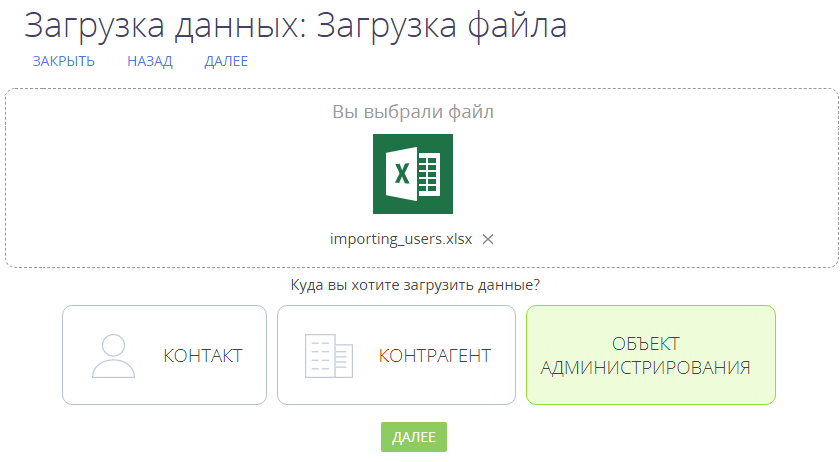 Загрузка данных: Загрузка файла
ЗАКРЫТЬ НАЗАД ДАЛЕЕ
Вы выбрали файл
X
importing_users.xlsx ×
Куда вы хотите загрузить данные?
КОНТАКТ
КОНТРАГЕНТ
ОБЪЕКТ
АДМИНИСТРИРОВАНИЯ
ДАЛЕЕ